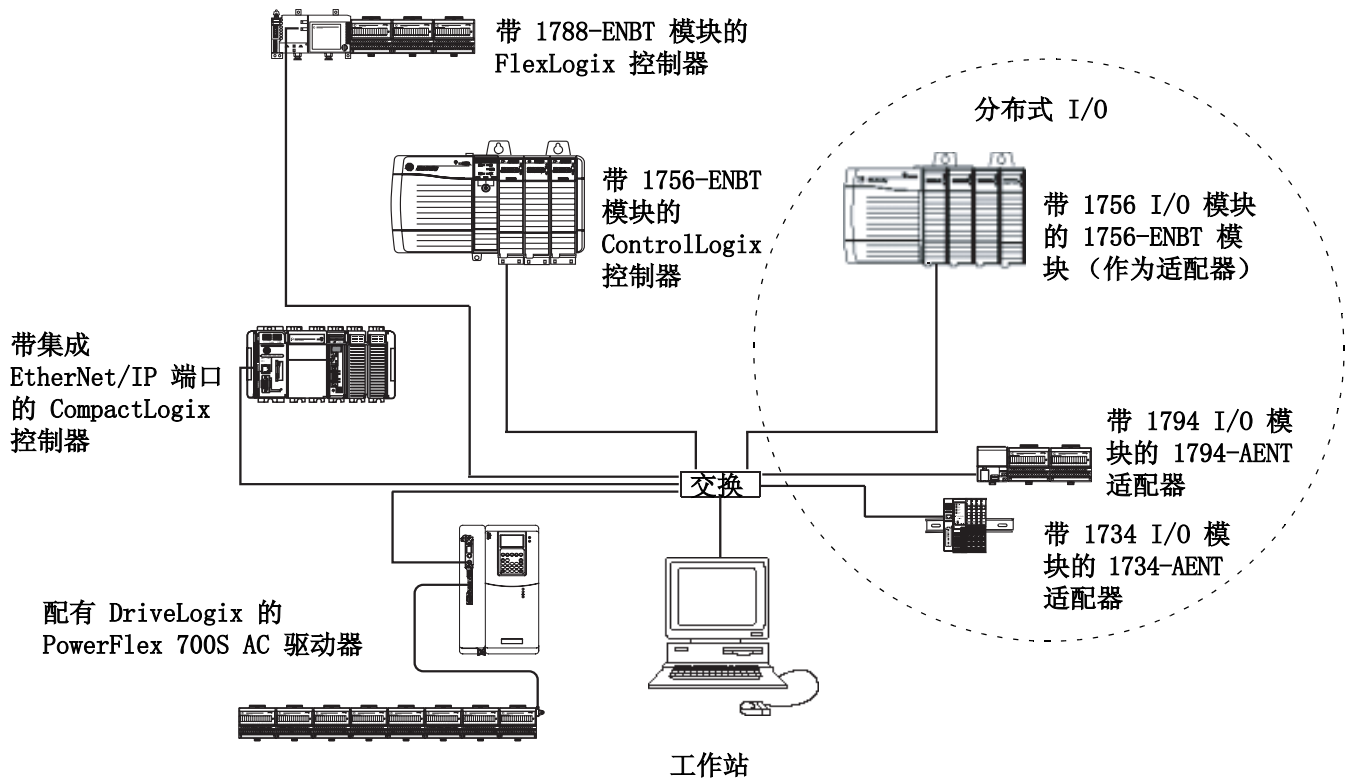 带 1788-ENBT 模块的
FlexLogix 控制器
分布式 I/O
带 1756-ENBT
模块的
ControlLogix
控制器
带 1756 I/O 模块
的 1756-ENBT 模
块 （作为适配器）
带集成
EtherNet/IP 端口
的 CompactLogix
控制器
带 1794 I/O 模
块的 1794-AENT
适配器
交换
带 1734 I/O 模
块的 1734-AENT
适配器
配有 DriveLogix 的
PowerFlex 700S AC 驱动器
工作站